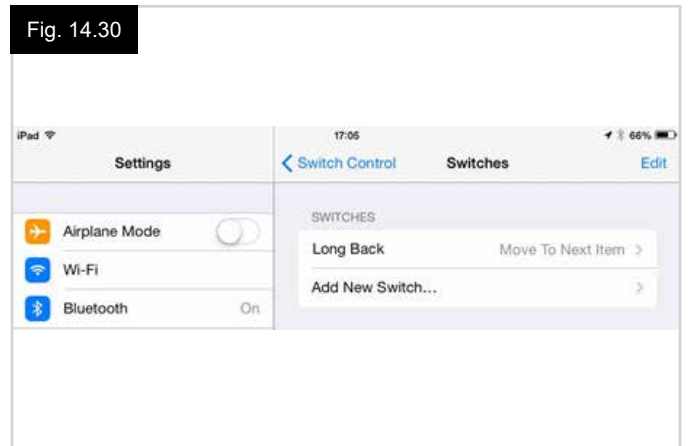 Fig. 14.30
iPad 17:05 66%
Settings
Switch Control Switches Edit
Airplane Mode
Wi-Fi
Bluetooth On
SWITCHES
Long Back Move To Next Item
Add New Switch...